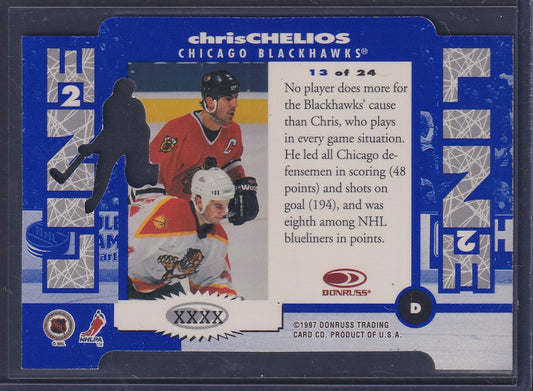 chrisCHELIOS
CHICAGO BLACKHAWKS®
13 of 24
No player does more for
the Blackhawks' cause
than Chris, who plays
in every game situation.
He led all Chicago de-
fensemen in scoring (48
points) and shots on
goal (194), and was
eighth among NHL
blueliners in points.
DONRUSS
LINE
2
LINE
2
C
NHL
XXXX
D
NHL
NHLPA
©1997 DONRUSS TRADING
CARD CO. PRODUCT OF U.S.A.